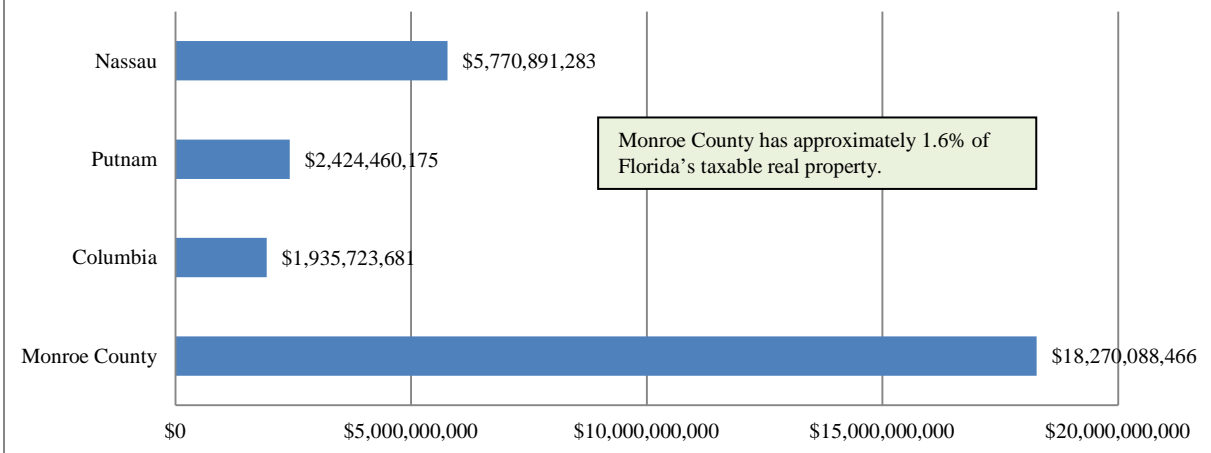 Nassau
$5,770,891,283
Monroe County has approximately 1.6% of
Florida’s taxable real property.
Putnam
$2,424,460,175
Columbia
$1,935,723,681
Monroe County
$18,270,088,466
$0
$5,000,000,000
$10,000,000,000
$15,000,000,000
$20,000,000,000